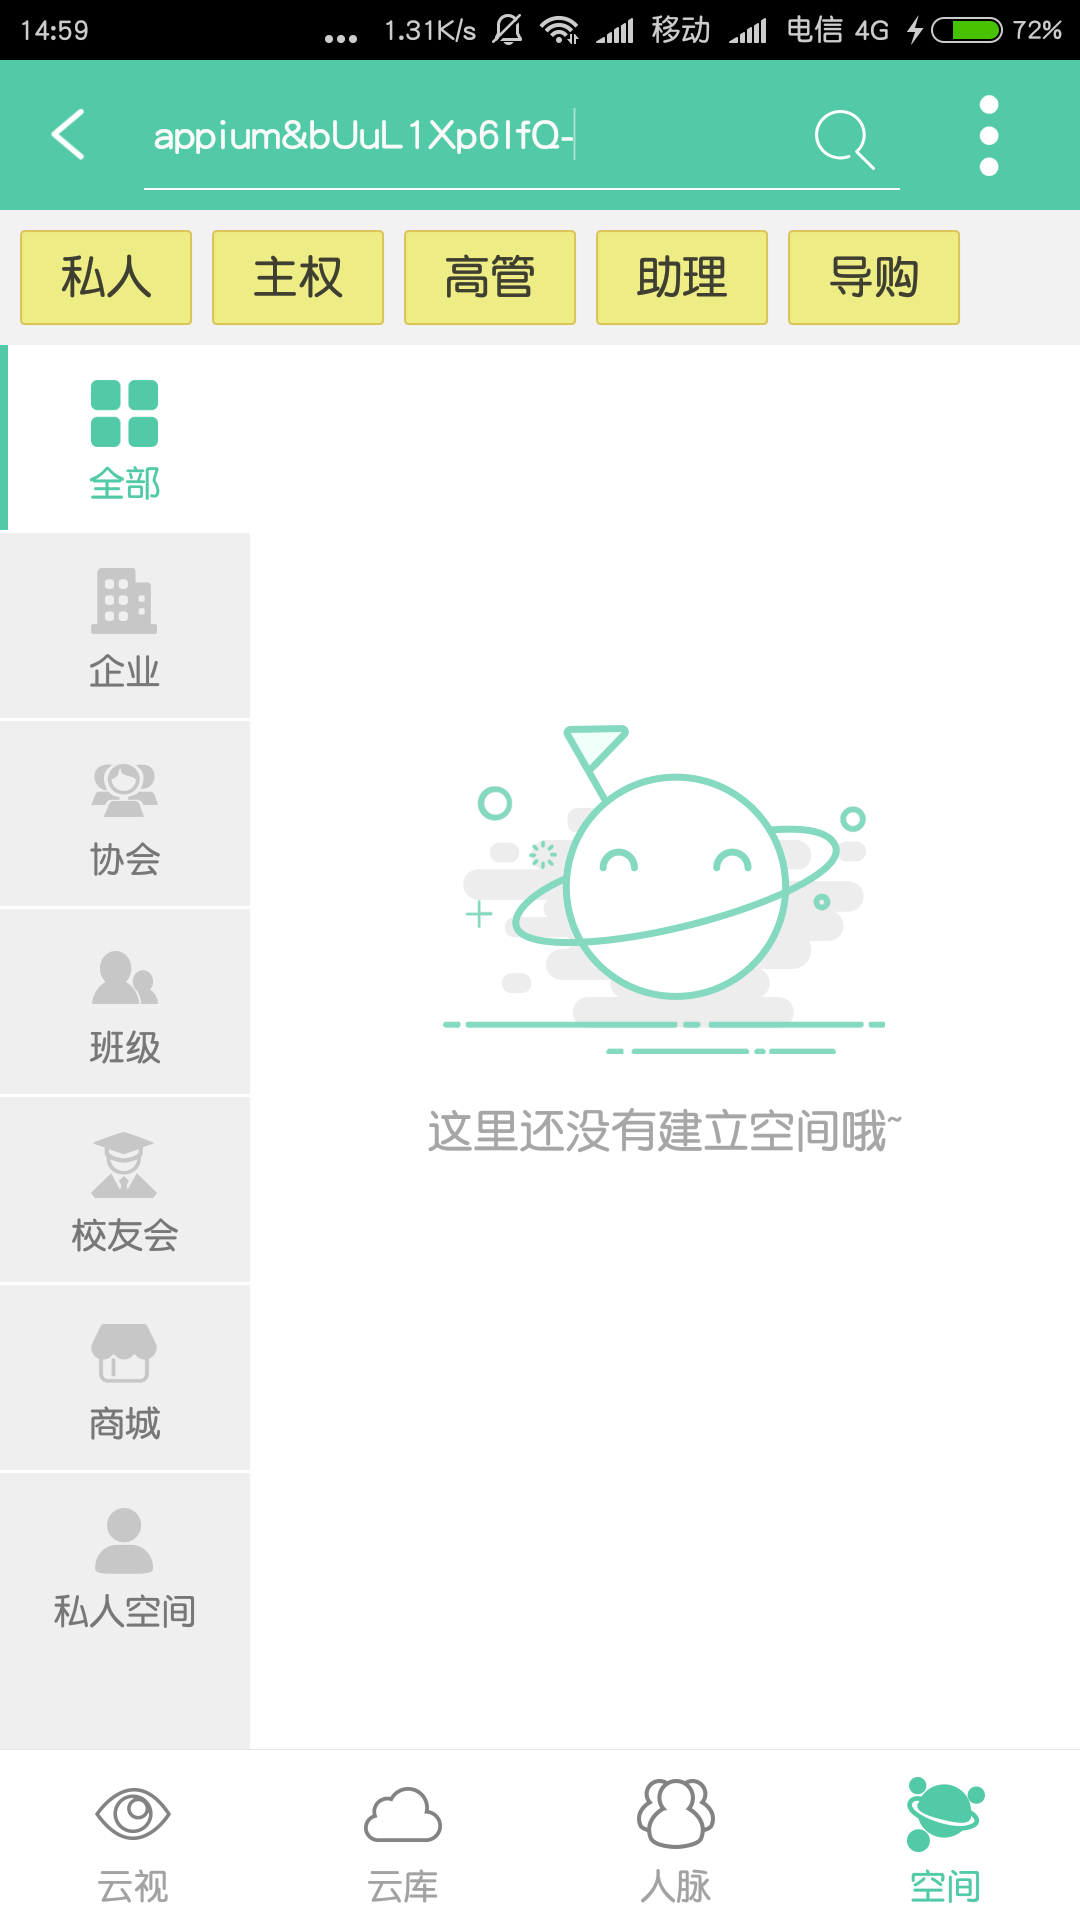 14:59 ... 1.31K/s 移动 电信 4G 72%
appium&bUuL1Xp6IfQ-
私人 主权 高管 助理 导购
全部
企业
协会
班级
校友会
商城
私人空间
这里还没有建立空间哦~
云视 云库 人脉 空间